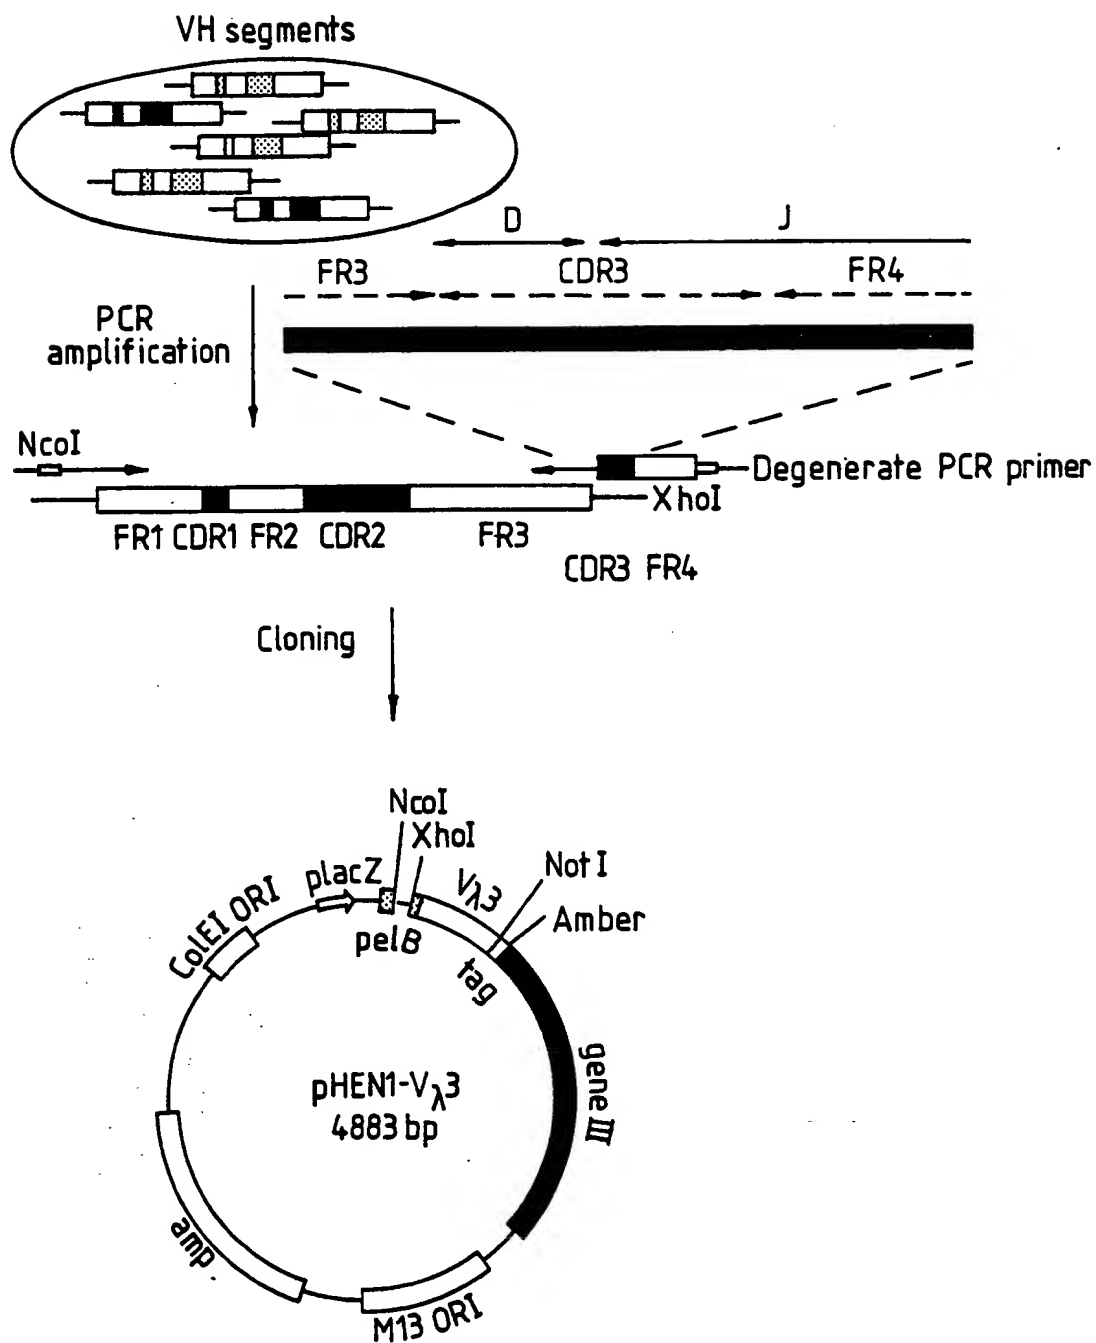 VH segments
D
J
FR3
CDR3
FR4
PCR
amplification
NcoI
Degenerate PCR primer
XhoI
FR1 CDR1 FR2 CDR2 FR3
CDR3 FR4
Cloning
NcoI
XhoI
placZ
Vλ3
Not I
Amber
ColEI ORI
pelB
tag
gene III
pHEN1-Vλ3
4883 bp
amp
M13 ORI